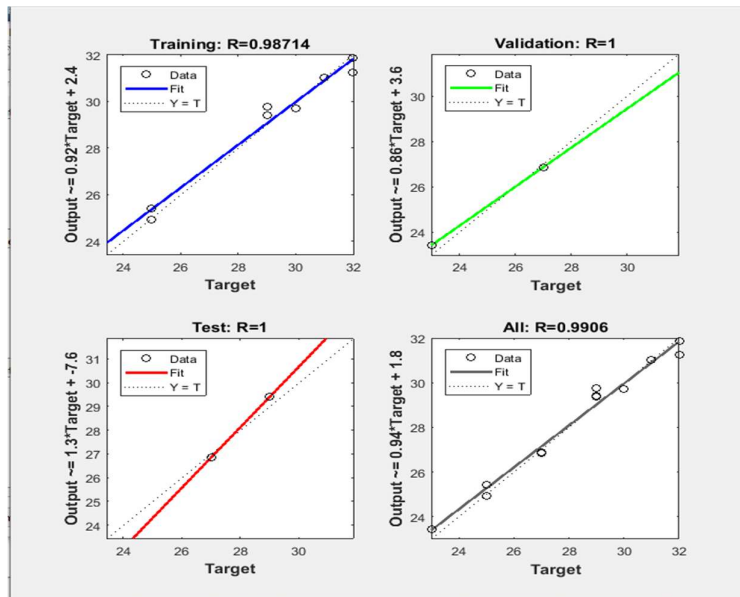 Training: R=0.98714
Output ~= 0.92*Target + 2.4
32
30
28
26
24
Data
Fit
Y = T
24
26
28
30
32
Target
Validation: R=1
Output ~= 0.86*Target + 3.6
32
30
28
26
24
Data
Fit
Y = T
24
26
28
30
Target
Test: R=1
Output ~= 1.3*Target + -7.6
31
30
29
28
27
26
25
24
Data
Fit
Y = T
24
26
28
30
Target
All: R=0.9906
Output ~= 0.94*Target + 1.8
32
30
28
26
24
Data
Fit
Y = T
24
26
28
30
32
Target